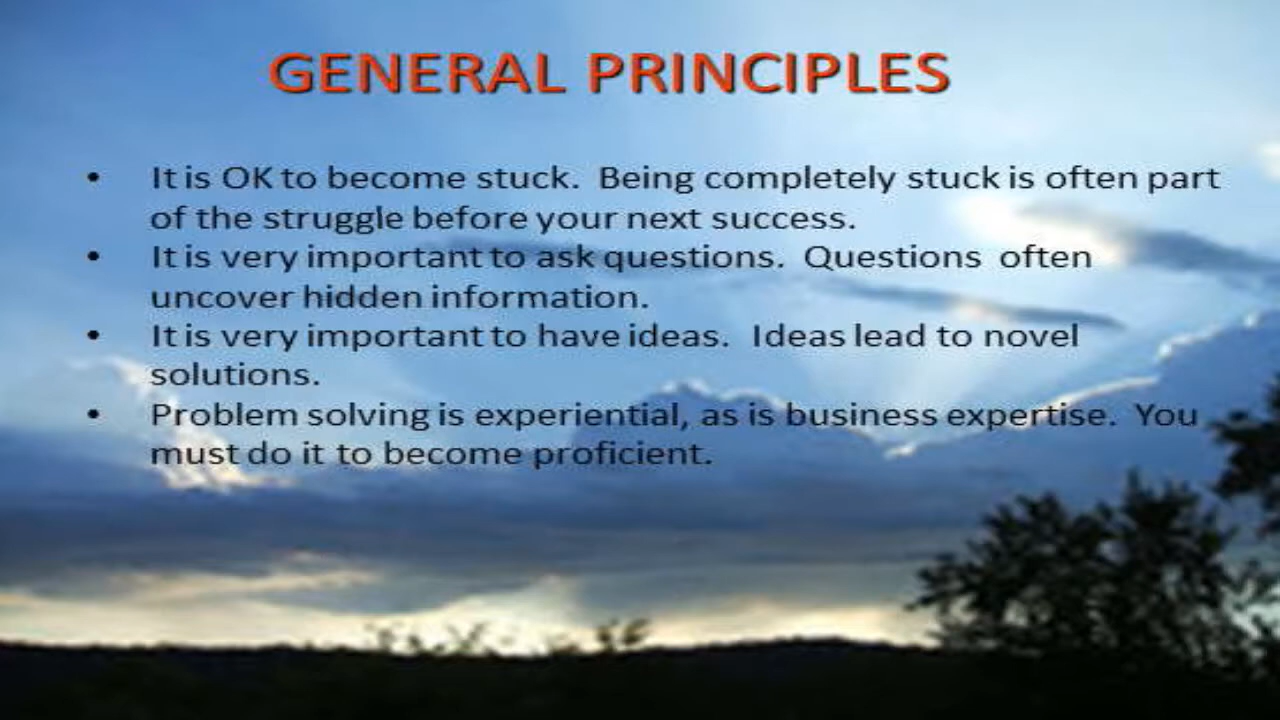 GENERAL PRINCIPLES
• It is OK to become stuck. Being completely stuck is often part
of the struggle before your next success.
• It is very important to ask questions. Questions often
uncover hidden information.
• It is very important to have ideas. Ideas lead to novel
solutions.
• Problem solving is experiential, as is business expertise. You
must do it to become proficient.